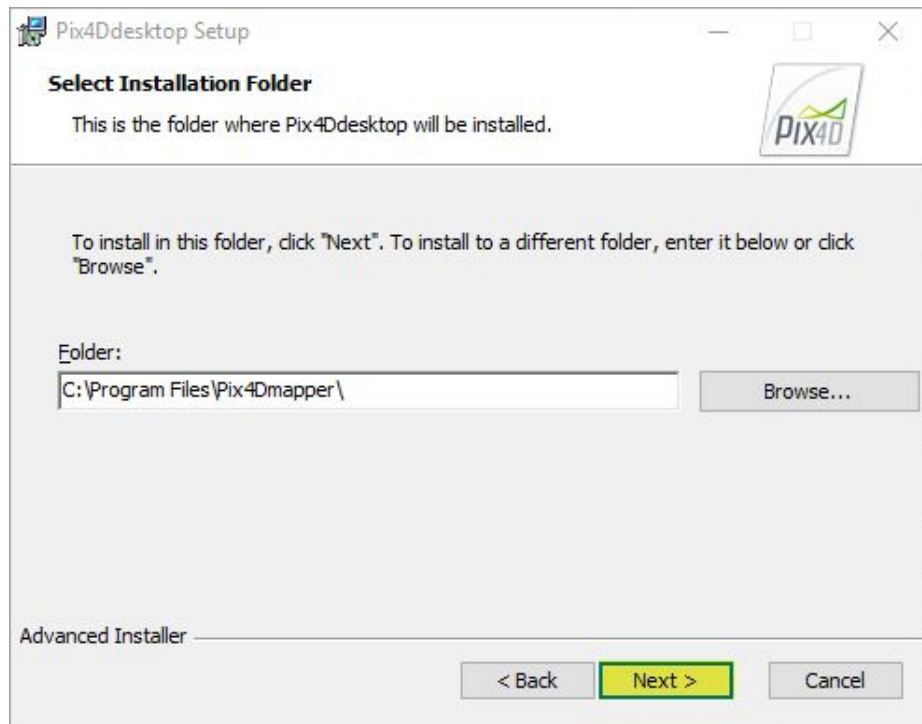 Pix4Ddesktop Setup
Select Installation Folder
This is the folder where Pix4Ddesktop will be installed.
PIX4D
To install in this folder, click "Next". To install to a different folder, enter it below or click
"Browse".
Folder:
C:\Program Files\Pix4Dmapper\
Browse...
Advanced Installer
< Back
Next >
Cancel